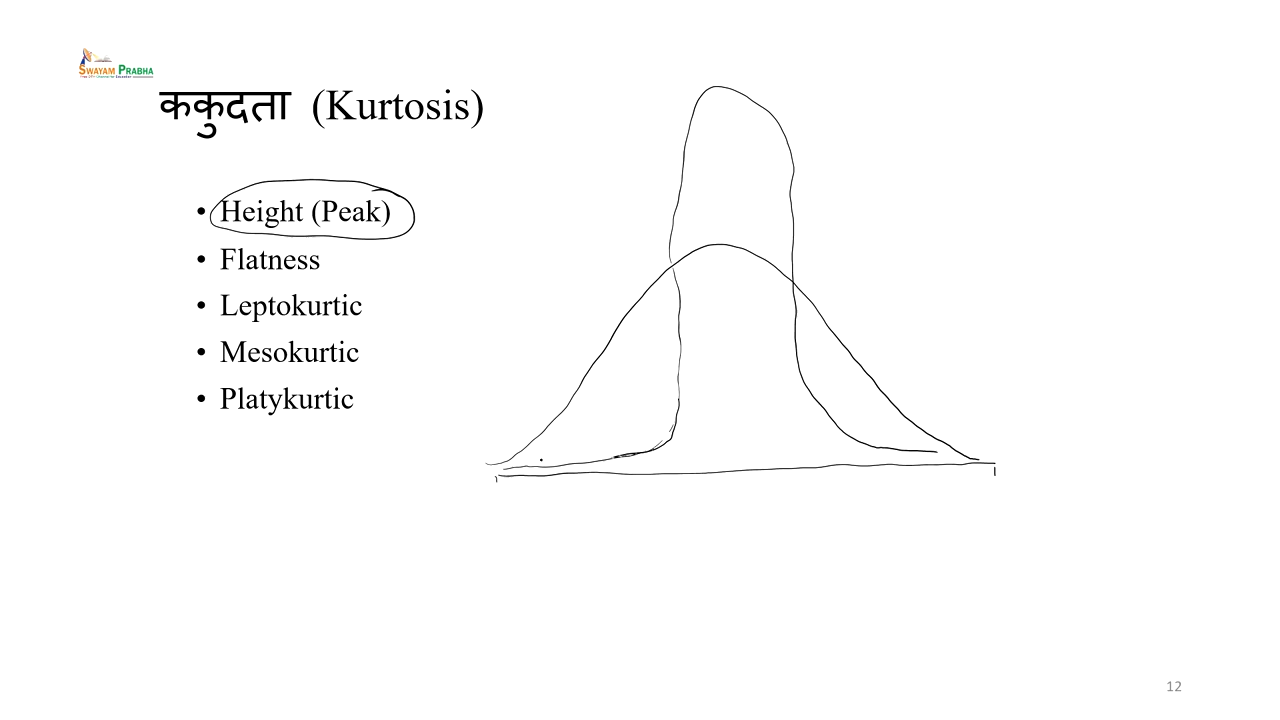 SWAYAM PRABHA
ककुदता (Kurtosis)
• Height (Peak)
• Flatness
• Leptokurtic
• Mesokurtic
• Platykurtic
12